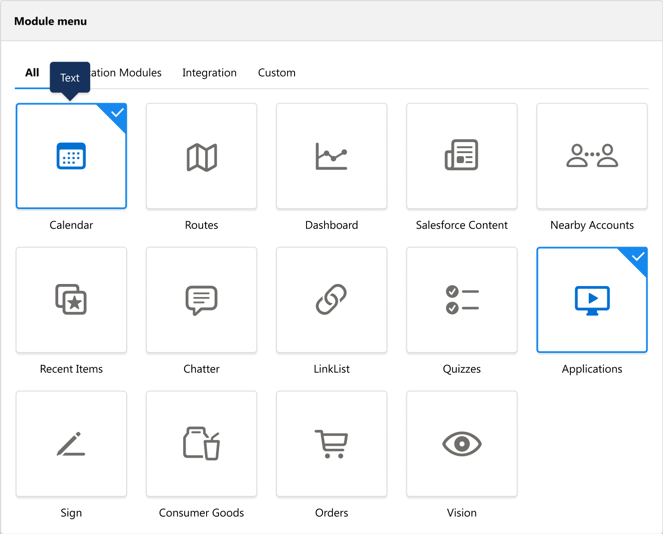 Module menu
All
Text
ation Modules
Integration
Custom
Calendar
Routes
Dashboard
Salesforce Content
Nearby Accounts
Recent Items
Chatter
LinkList
Quizzes
Applications
Sign
Consumer Goods
Orders
Vision